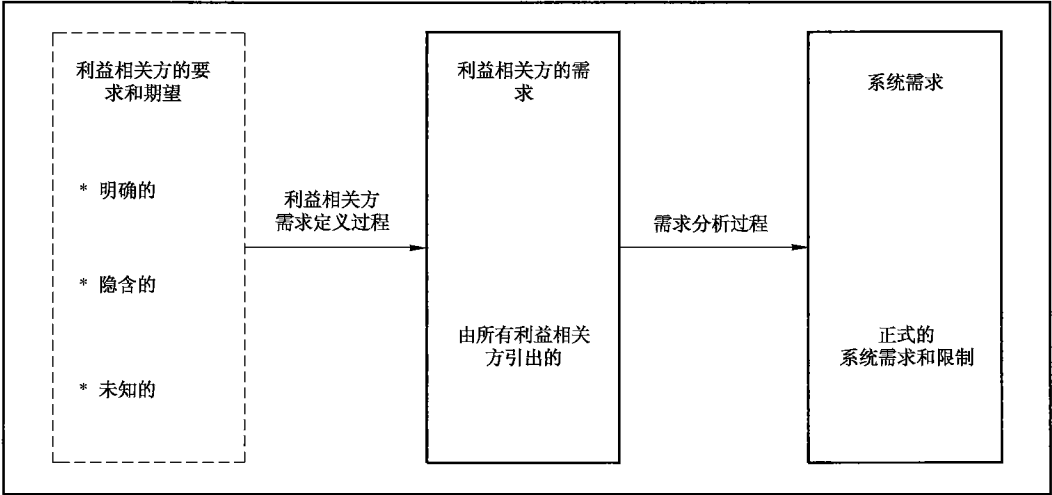 利益相关方的要
求和期望
* 明确的
* 隐含的
* 未知的
利益相关方
需求定义过程
利益相关方的需
求
由所有利益相关
方引出的
需求分析过程
系统需求
正式的
系统需求和限制